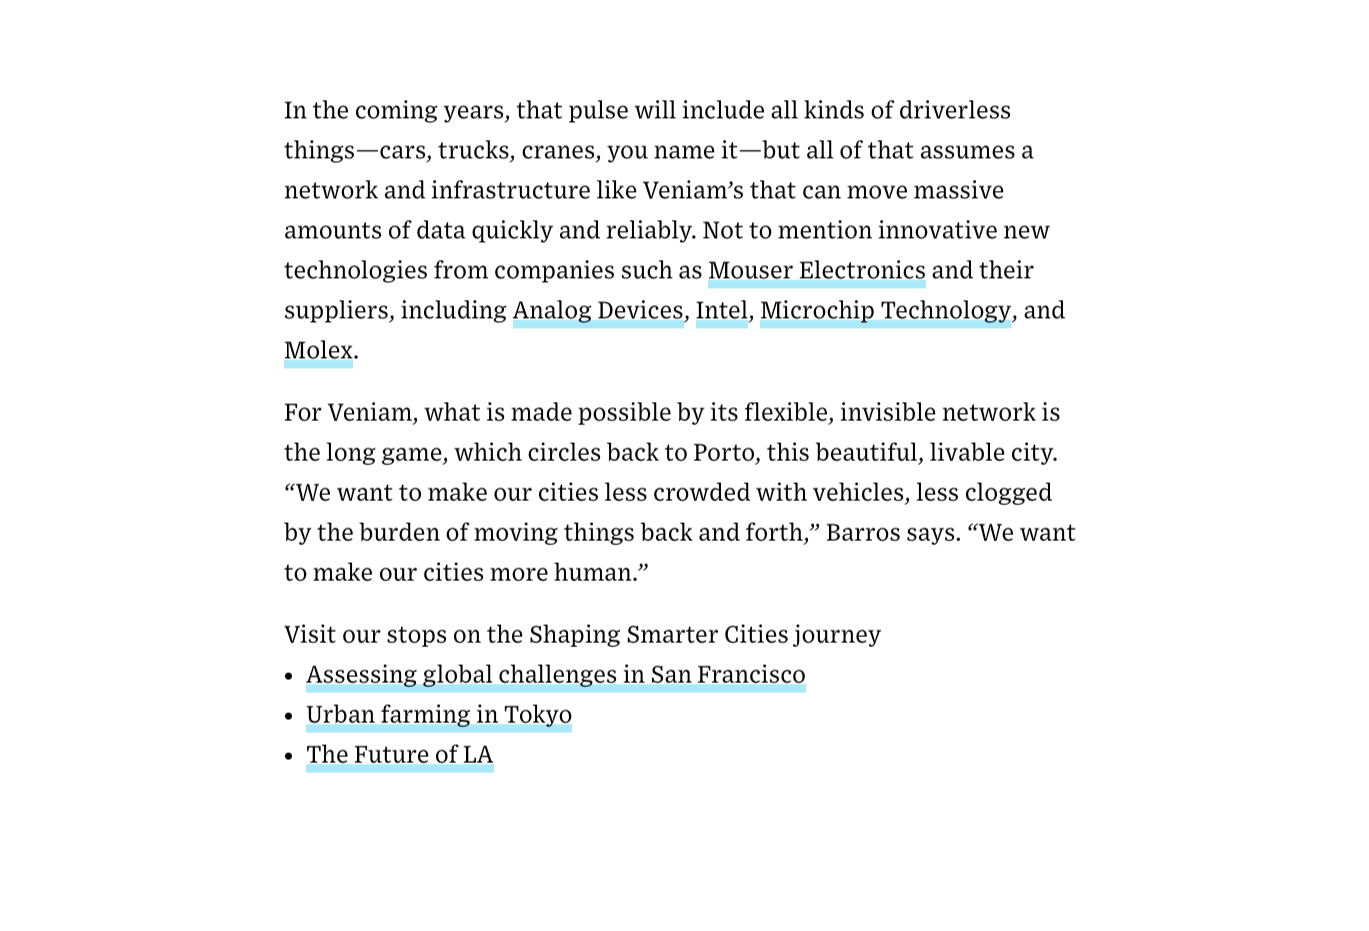 In the coming years, that pulse will include all kinds of driverless
things—cars, trucks, cranes, you name it—but all of that assumes a
network and infrastructure like Veniam’s that can move massive
amounts of data quickly and reliably. Not to mention innovative new
technologies from companies such as Mouser Electronics and their
suppliers, including Analog Devices, Intel, Microchip Technology, and
Molex.
For Veniam, what is made possible by its flexible, invisible network is
the long game, which circles back to Porto, this beautiful, livable city.
“We want to make our cities less crowded with vehicles, less clogged
by the burden of moving things back and forth,” Barros says. “We want
to make our cities more human.”
Visit our stops on the Shaping Smarter Cities journey
• Assessing global challenges in San Francisco
• Urban farming in Tokyo
• The Future of LA